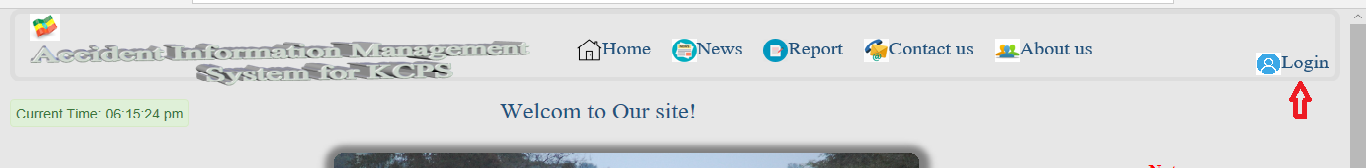 Accident Information Management
System for KCPS
Home
News
Report
Contact us
About us
Login
Current Time: 06:15:24 pm
Welcom to Our site!